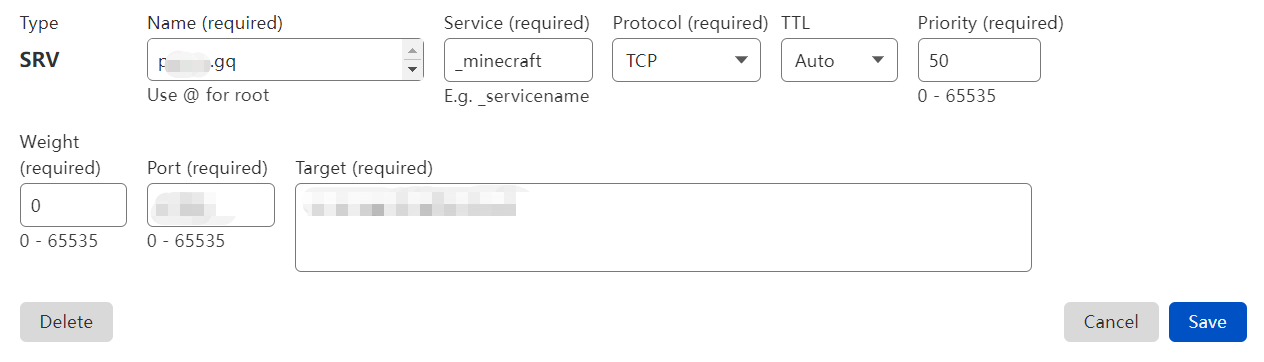 Type
Name (required)
Service (required)
Protocol (required)
TTL
Priority (required)
SRV
.gq
_minecraft
TCP
Auto
50
Use @ for root
E.g. _servicename
0 - 65535
Weight
(required)
Port (required)
Target (required)
0
0 - 65535
0 - 65535
Delete
Cancel
Save